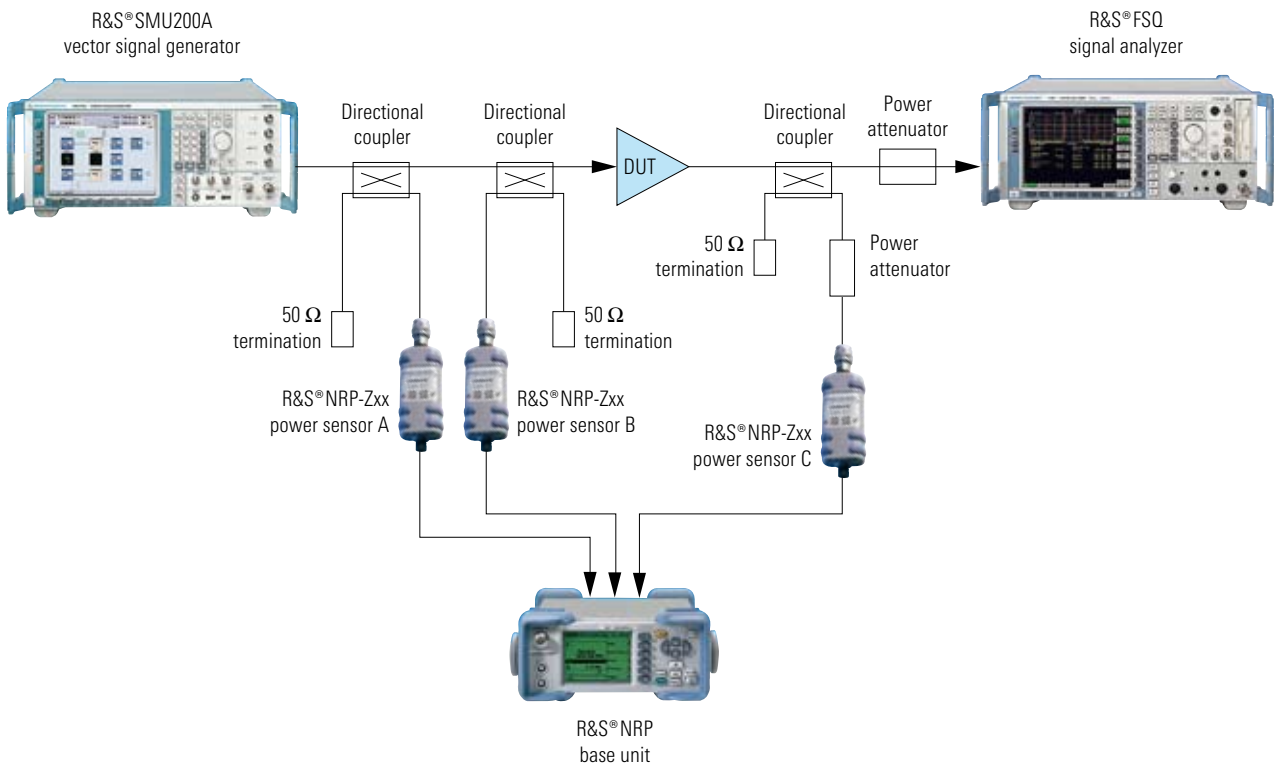 R&S®SMU200A
vector signal generator
R&S®FSQ
signal analyzer
Directional
coupler
Directional
coupler
Directional
coupler
Power
attenuator
DUT
50 Ω
termination
Power
attenuator
50 Ω
termination
50 Ω
termination
R&S®NRP-Zxx
power sensor A
R&S®NRP-Zxx
power sensor B
R&S®NRP-Zxx
power sensor C
R&S®NRP
base unit